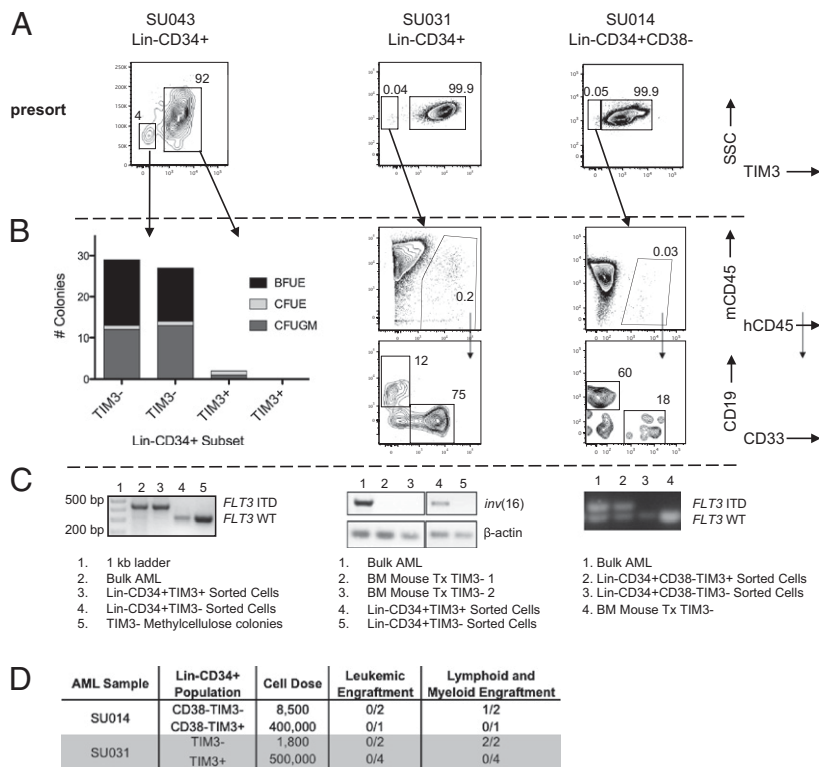 A
SU043
Lin-CD34+
SU031
Lin-CD34+
SU014
Lin-CD34+CD38-
presort
250K
200K
150K
100K
50K
0
4
92
0.04
99.9
0.05
99.9
SSC
TIM3
B
# Colonies
30
20
10
0
BFUE
CFUE
CFUGM
TIM3-
TIM3-
TIM3+
TIM3+
Lin-CD34+ Subset
0.2
0.03
mCD45
hCD45
12
75
60
18
CD19
CD33
C
1 2 3 4 5
500 bp
200 bp
FLT3 ITD
FLT3 WT
1. 1 kb ladder
2. Bulk AML
3. Lin-CD34+TIM3+ Sorted Cells
4. Lin-CD34+TIM3- Sorted Cells
5. TIM3- Methylcellulose colonies
1 2 3 4 5
inv(16)
β-actin
1. Bulk AML
2. BM Mouse Tx TIM3- 1
3. BM Mouse Tx TIM3- 2
4. Lin-CD34+TIM3+ Sorted Cells
5. Lin-CD34+TIM3- Sorted Cells
1 2 3 4
FLT3 ITD
FLT3 WT
1. Bulk AML
2. Lin-CD34+CD38-TIM3+ Sorted Cells
3. Lin-CD34+CD38-TIM3- Sorted Cells
4. BM Mouse Tx TIM3-
D
AML Sample Lin-CD34+ Population Cell Dose Leukemic Engraftment Lymphoid and Myeloid Engraftment
SU014 CD38-TIM3- 8,500 0/2 1/2
CD38-TIM3+ 400,000 0/1 0/1
SU031 TIM3- 1,800 0/2 2/2
TIM3+ 500,000 0/4 0/4